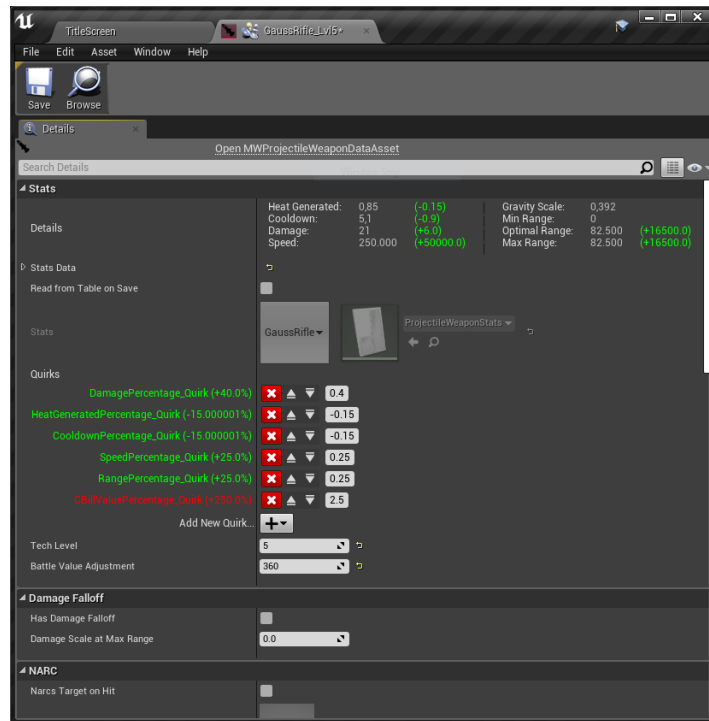 TitleScreen
GaussRifle_Lvl5*
File Edit Asset Window Help
Save Browse
Details
Open MWProjectileWeaponDataAsset
Search Details
Stats
Details
Heat Generated: 0,85 (-0.15) Gravity Scale: 0,392
Cooldown: 5,1 (-0.9) Min Range: 0
Damage: 21 (+6.0) Optimal Range: 82.500 (+16500.0)
Speed: 250.000 (+50000.0) Max Range: 82.500 (+16500.0)
Stats Data
Read from Table on Save
Stats
GaussRifle
ProjectileWeaponStats
Quirks
DamagePercentage_Quirk (+40.0%) 0.4
HeatGeneratedPercentage_Quirk (-15.000001%) -0.15
CooldownPercentage_Quirk (-15.000001%) -0.15
SpeedPercentage_Quirk (+25.0%) 0.25
RangePercentage_Quirk (+25.0%) 0.25
CBillValuePercentage_Quirk (+250.0%) 2.5
Add New Quirk...
Tech Level 5
Battle Value Adjustment 360
Damage Falloff
Has Damage Falloff
Damage Scale at Max Range 0.0
NARC
Narcs Target on Hit